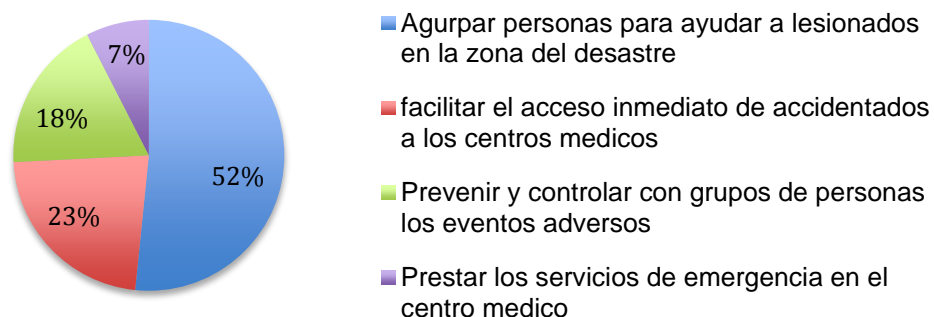 7%
18%
52%
23%
Agurpar personas para ayudar a lesionados
en la zona del desastre
facilitar el acceso inmediato de accidentados
a los centros medicos
Prevenir y controlar con grupos de personas
los eventos adversos
Prestar los servicios de emergencia en el
centro medico